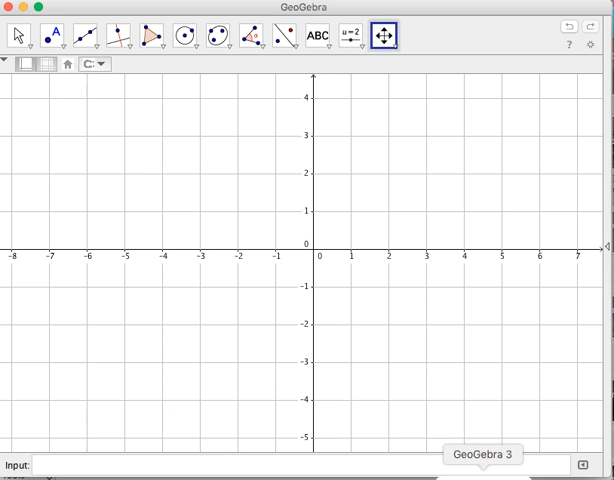 GeoGebra
A
α
ABC
a=2
?
4
3
2
1
0
-8 -7 -6 -5 -4 -3 -2 -1 0 1 2 3 4 5 6 7
-1
-2
-3
-4
-5
GeoGebra 3
Input: